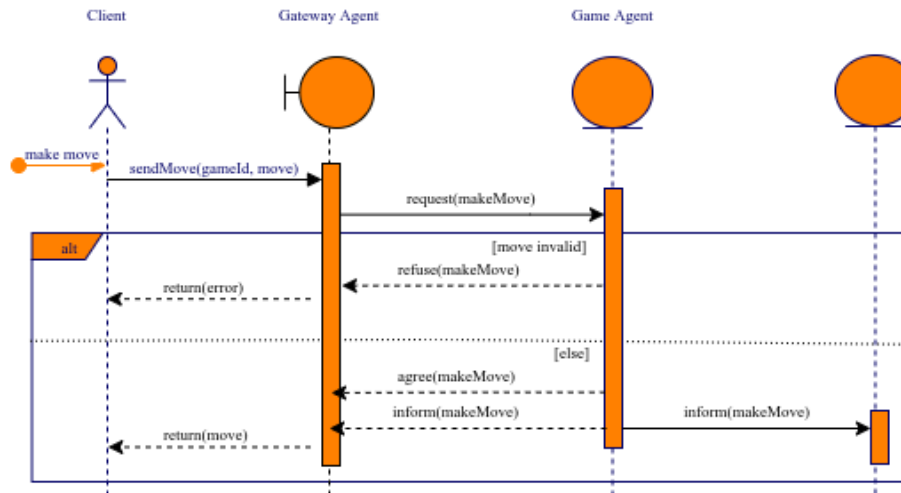 Client
Gateway Agent
Game Agent
make move
sendMove(gameId, move)
request(makeMove)
alt
[move invalid]
refuse(makeMove)
return(error)
[else]
agree(makeMove)
inform(makeMove)
inform(makeMove)
return(move)